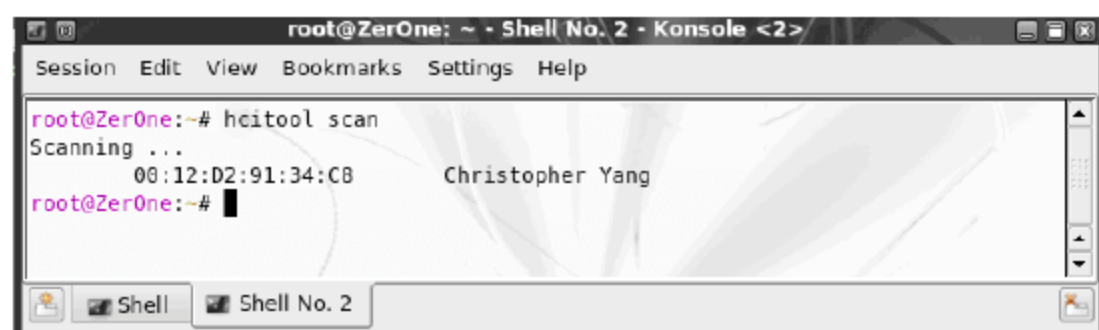 root@ZerOne: ~ - Shell No. 2 - Konsole <2>
Session Edit View Bookmarks Settings Help
root@ZerOne:~# hcitool scan
Scanning ...
00:12:D2:91:34:C8 Christopher Yang
root@ZerOne:~#
Shell Shell No. 2